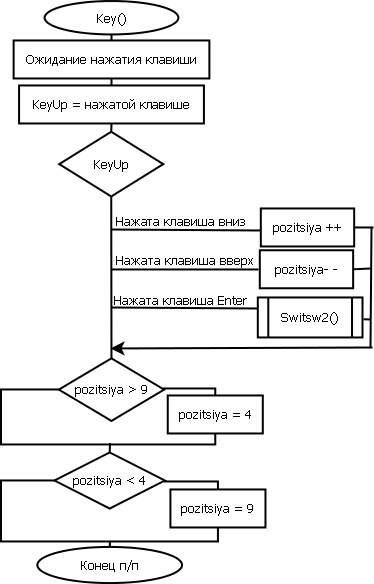 Key()
Ожидание нажатия клавиши
KeyUp = нажатой клавише
KeyUp
Нажата клавиша вниз
pozitsiya ++
Нажата клавиша вверх
pozitsiya- -
Нажата клавиша Enter
Switsw2()
pozitsiya > 9
pozitsiya = 4
pozitsiya < 4
pozitsiya = 9
Конец п/п